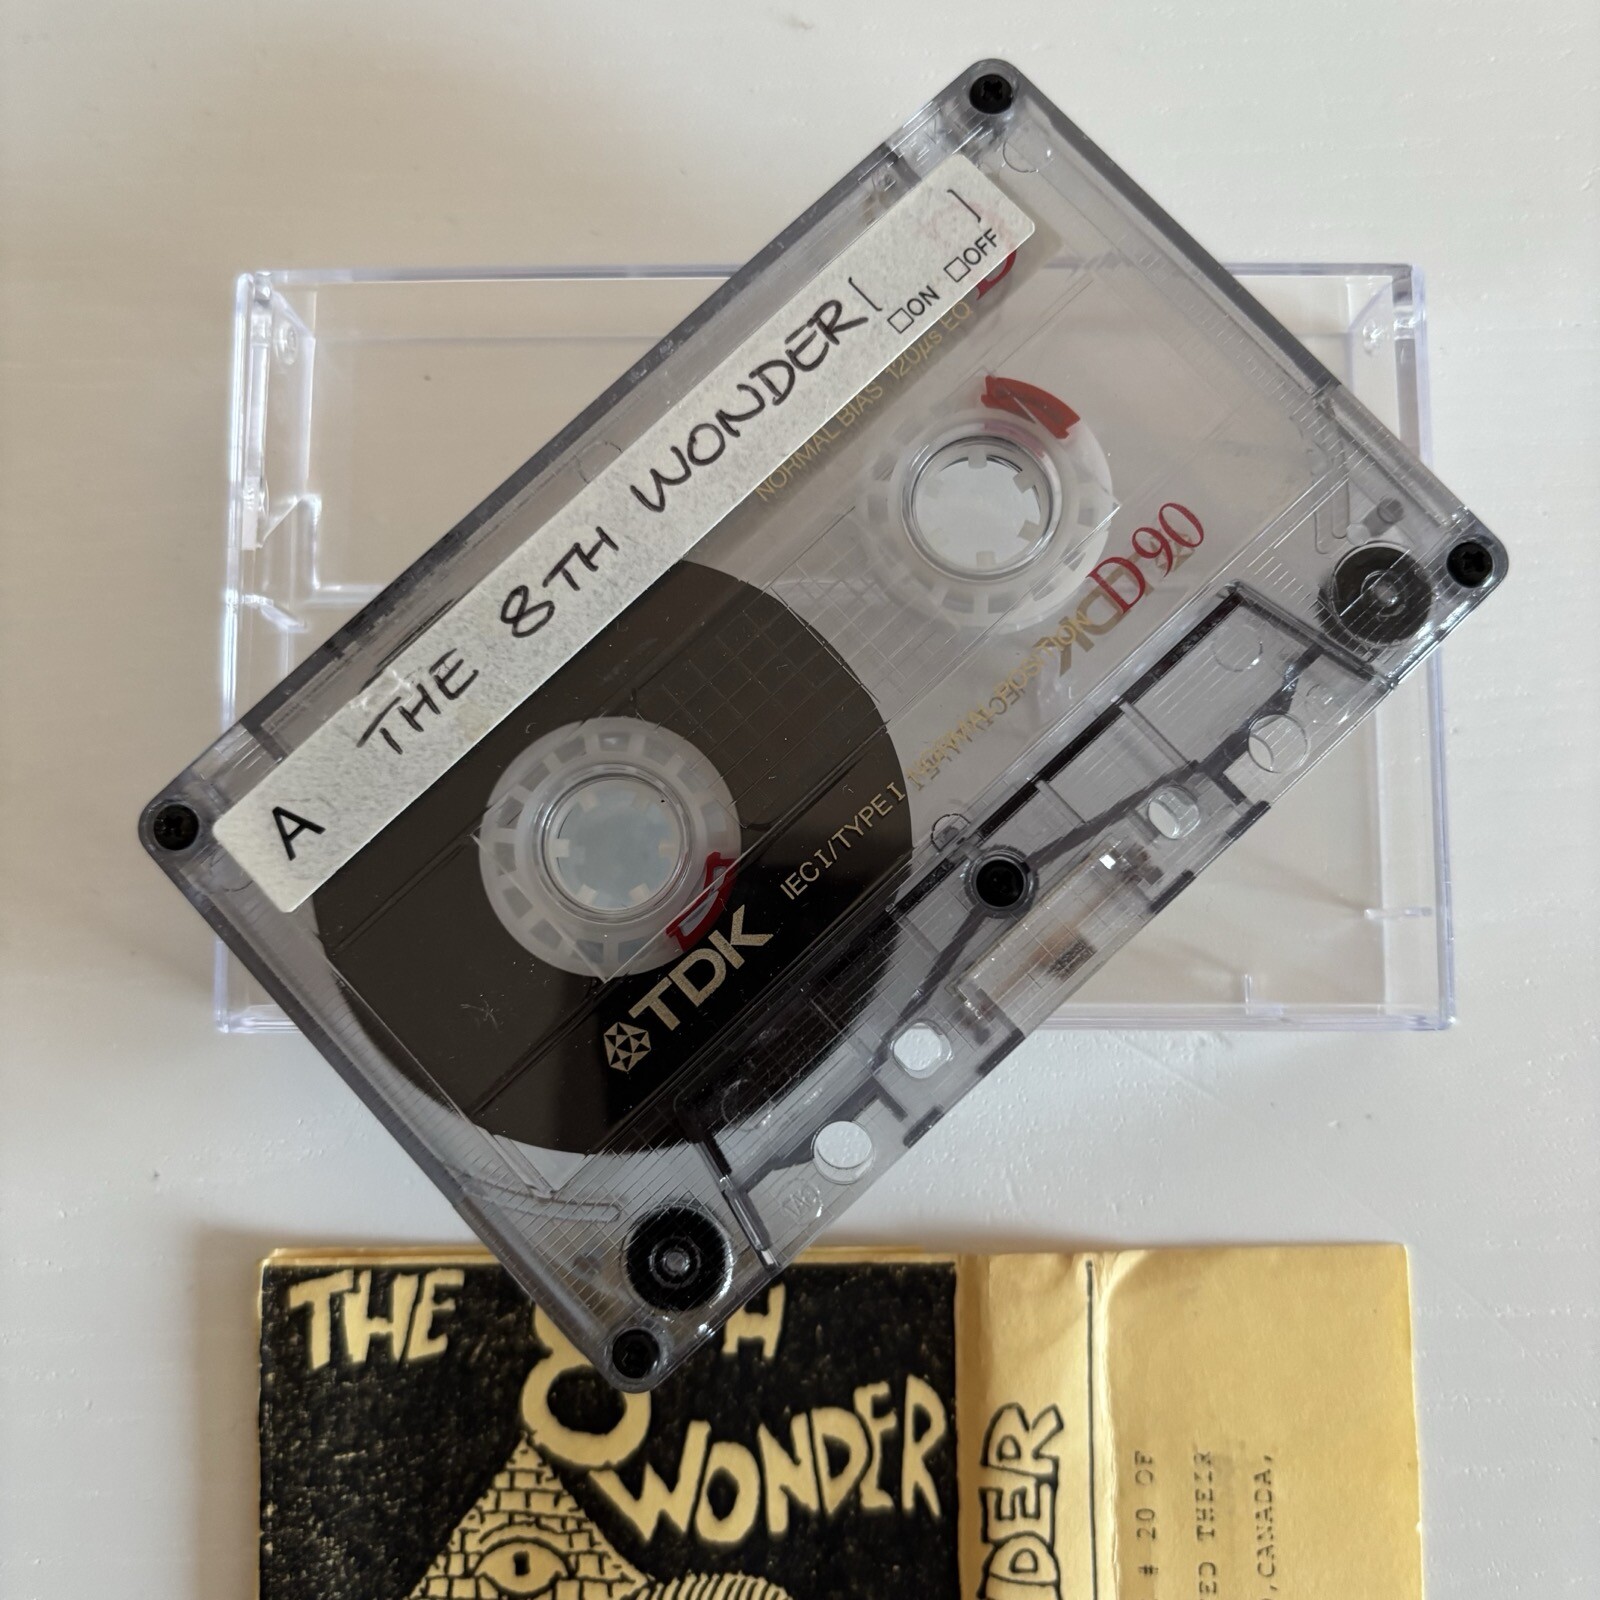 A THE 8TH WONDER [ ]
□ON □OFF
NORMAL BIAS 120µs EQ
D90
TDK IEC I/TYPE I
THE 8TH
WONDER
DER
# 20 OF
ED THEIR
,CANADA,